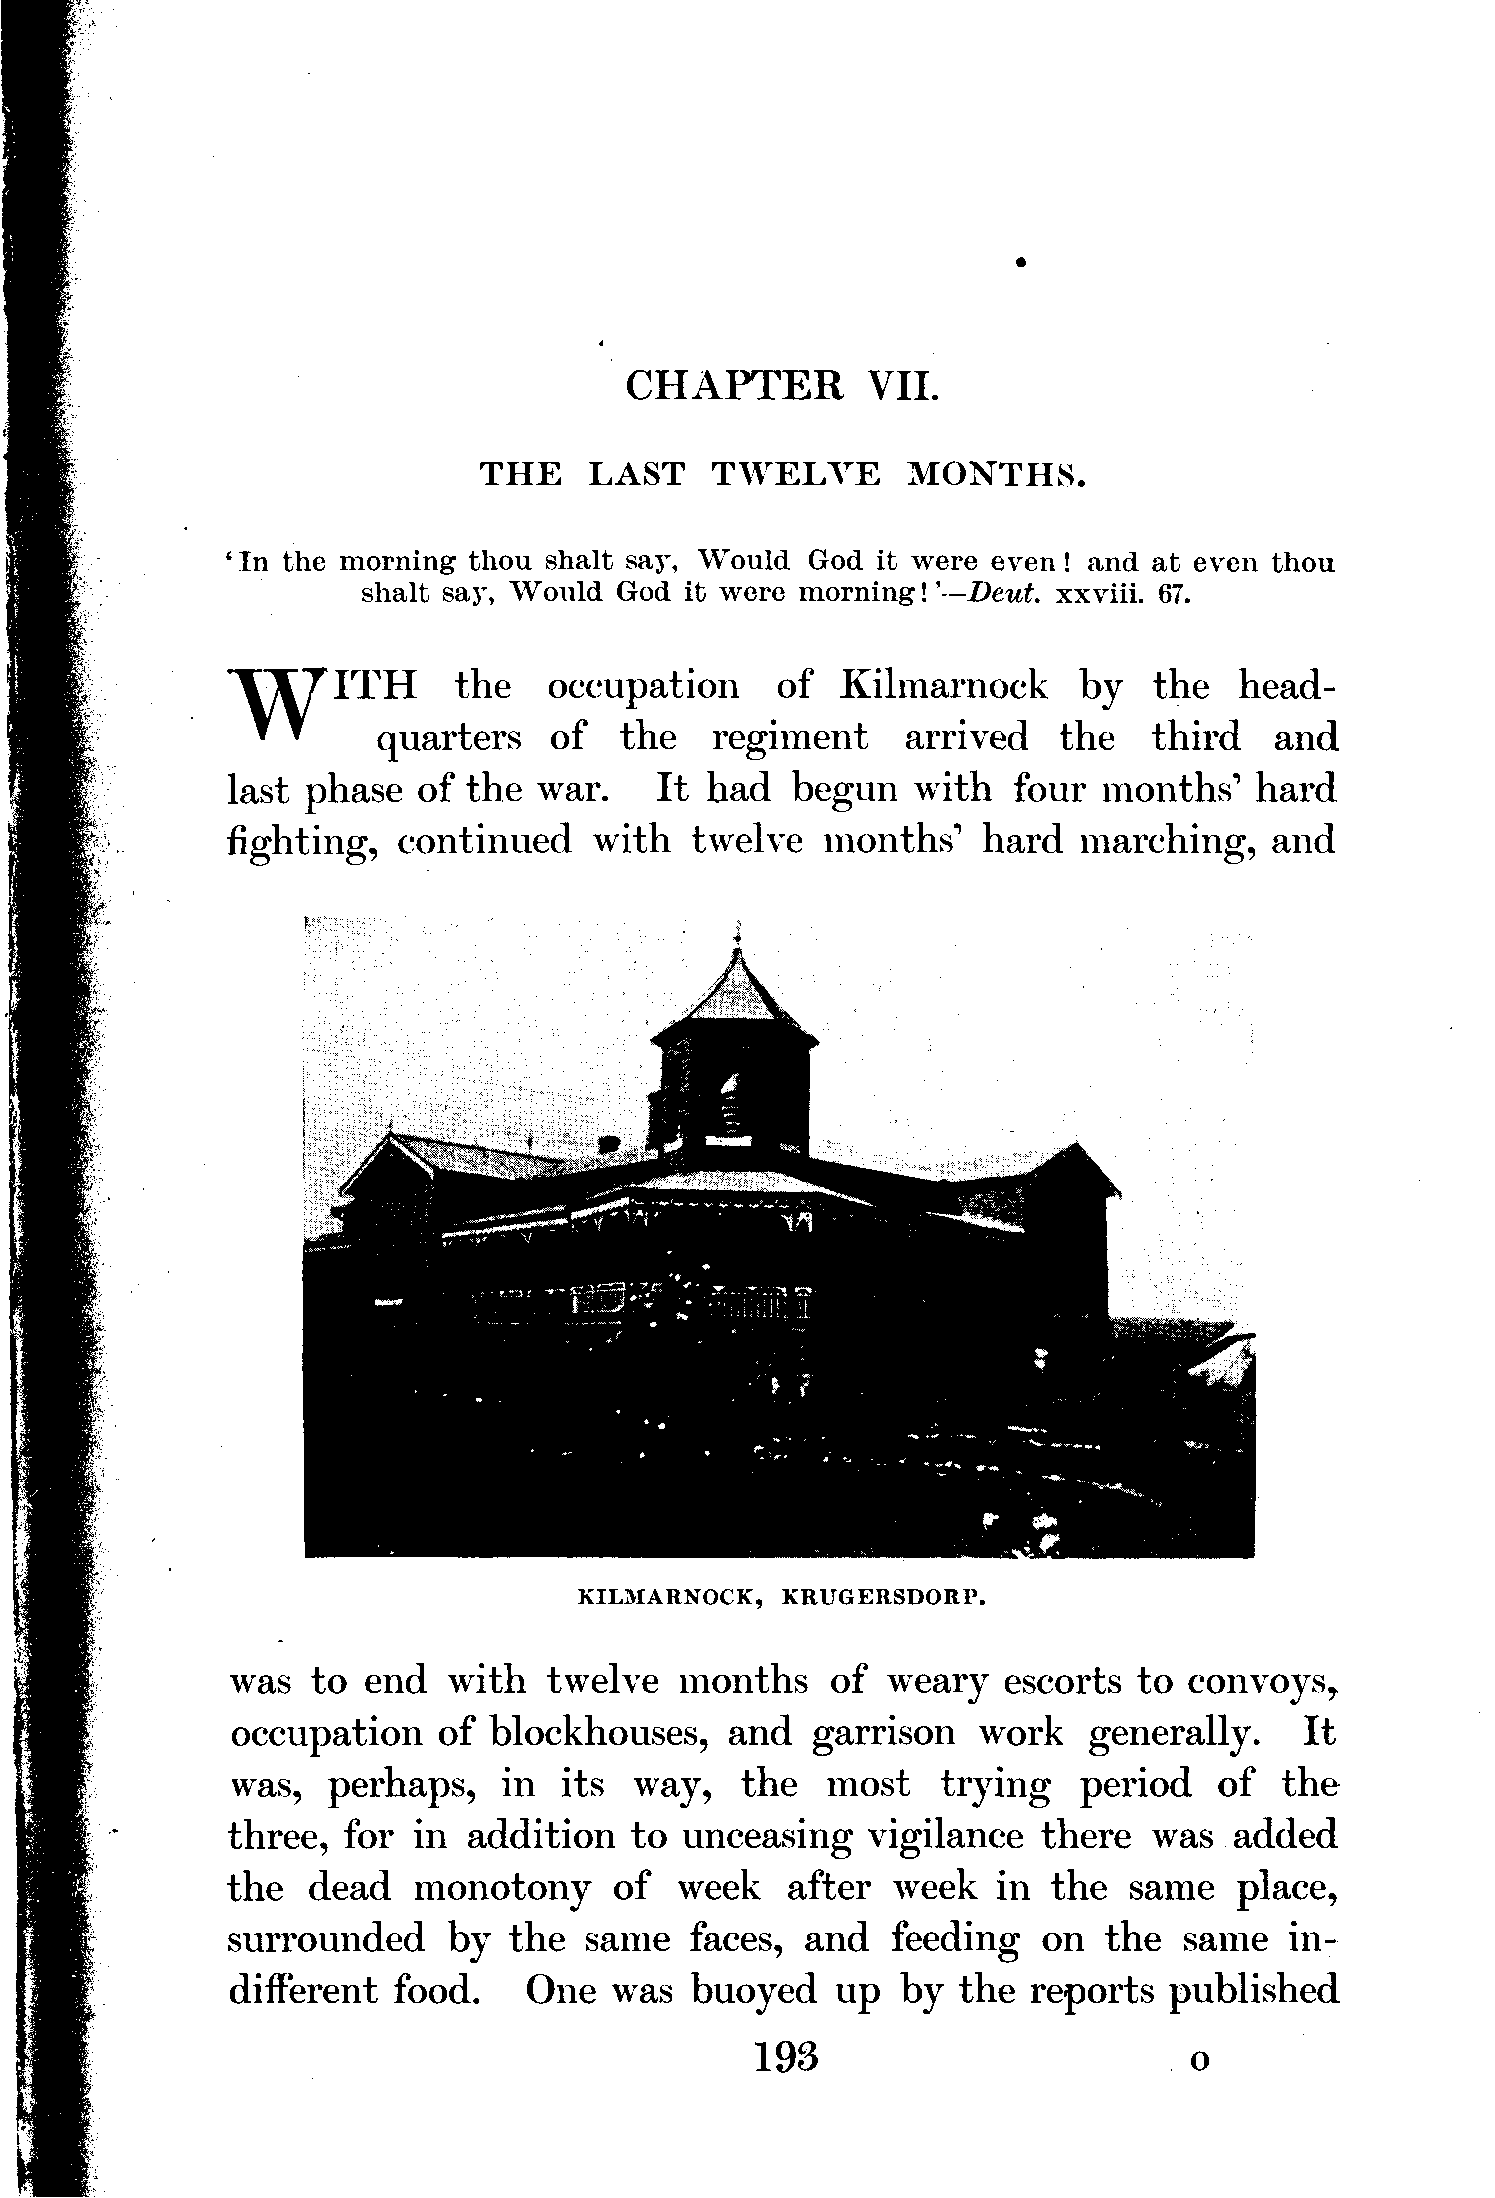 CHAPTER VII.
THE LAST TWELVE MONTHS.
‘In the morning thou shalt say, Would God it were even! and at even thou
shalt say, Would God it were morning!’—Deut. xxviii. 67.
WITH the occupation of Kilmarnock by the head-
quarters of the regiment arrived the third and
last phase of the war. It had begun with four months’ hard
fighting, continued with twelve months’ hard marching, and
KILMARNOCK, KRUGERSDORP.
was to end with twelve months of weary escorts to convoys,
occupation of blockhouses, and garrison work generally. It
was, perhaps, in its way, the most trying period of the
three, for in addition to unceasing vigilance there was added
the dead monotony of week after week in the same place,
surrounded by the same faces, and feeding on the same in-
different food. One was buoyed up by the reports published
193
O